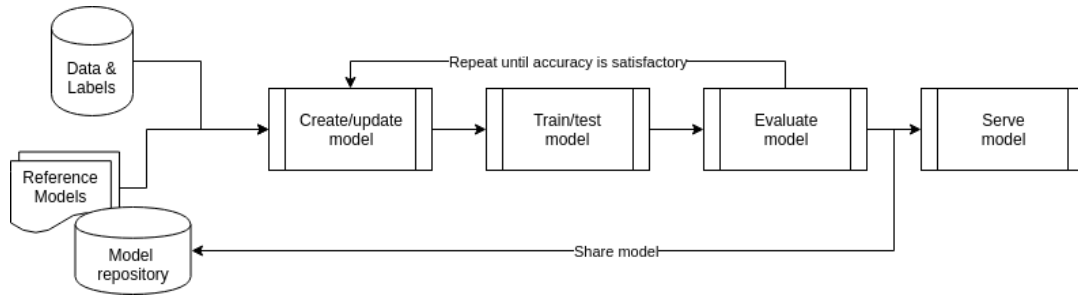 Data &
Labels
Repeat until accuracy is satisfactory
Create/update
model
Train/test
model
Evaluate
model
Serve
model
Reference
Models
Model
repository
Share model